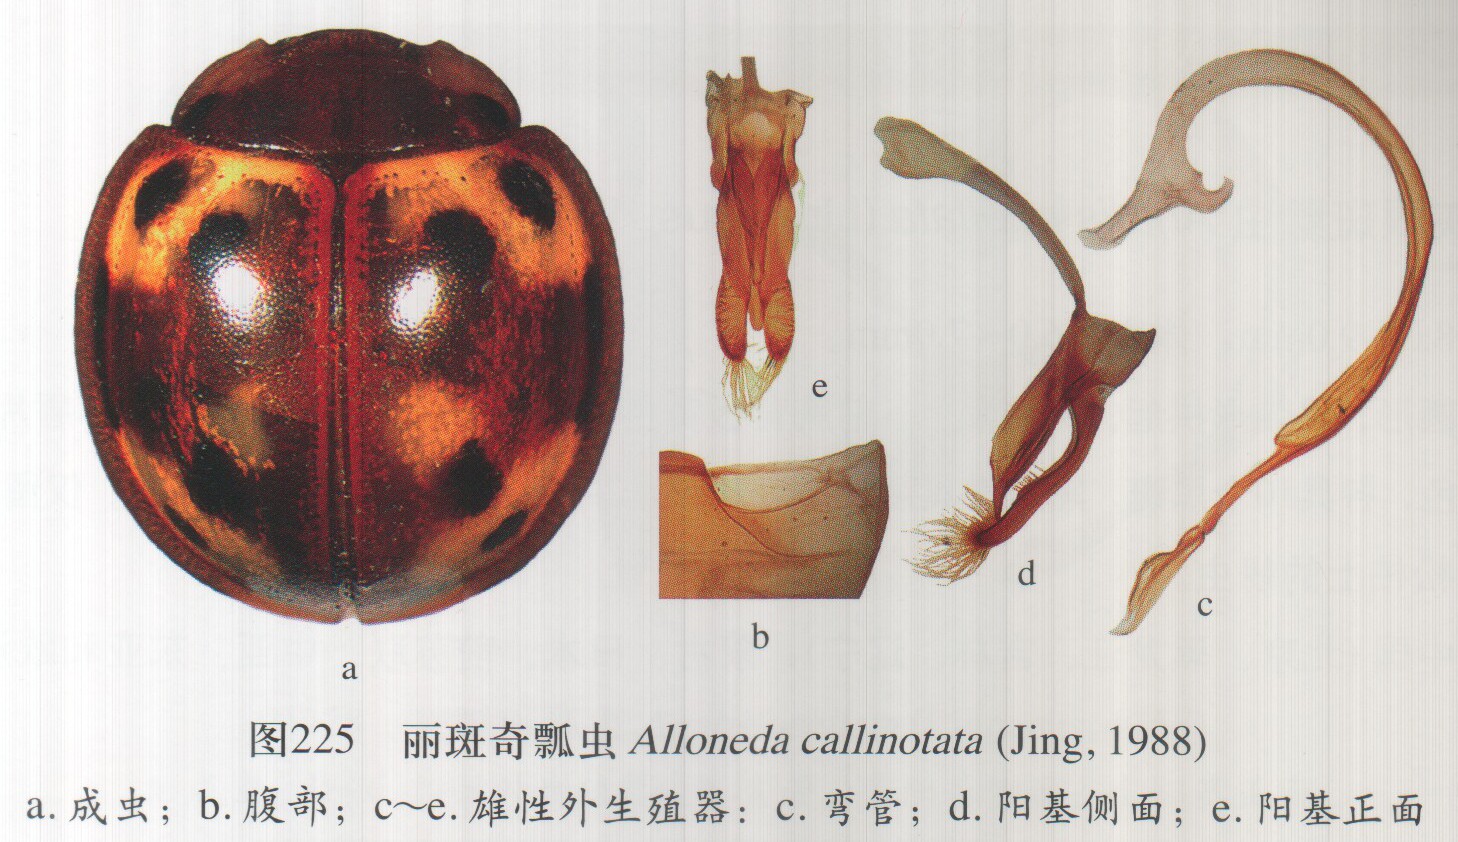 e
d
c
b
a
图225 丽斑奇瓢虫 Alloneda callinotata (Jing, 1988)
a. 成虫；b. 腹部；c～e. 雄性外生殖器：c. 弯管；d. 阳基侧面；e. 阳基正面